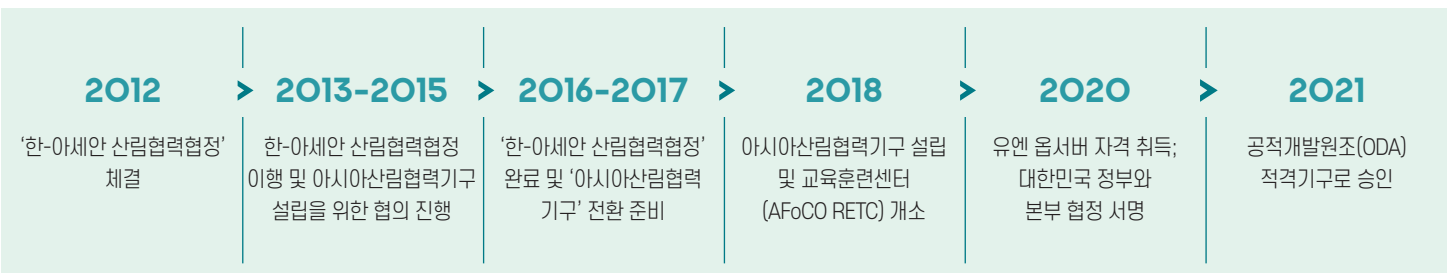 2012
'한-아세안 산림협력협정'
체결
>
2013-2015
한-아세안 산림협력협정
이행 및 아시아산림협력기구
설립을 위한 협의 진행
>
2016-2017
'한-아세안 산림협력협정'
완료 및 '아시아산림협력
기구' 전환 준비
>
2018
아시아산림협력기구 설립
및 교육훈련센터
(AFoCO RETC) 개소
>
2020
유엔 옵서버 자격 취득;
대한민국 정부와
본부 협정 서명
>
2021
공적개발원조(ODA)
적격기구로 승인